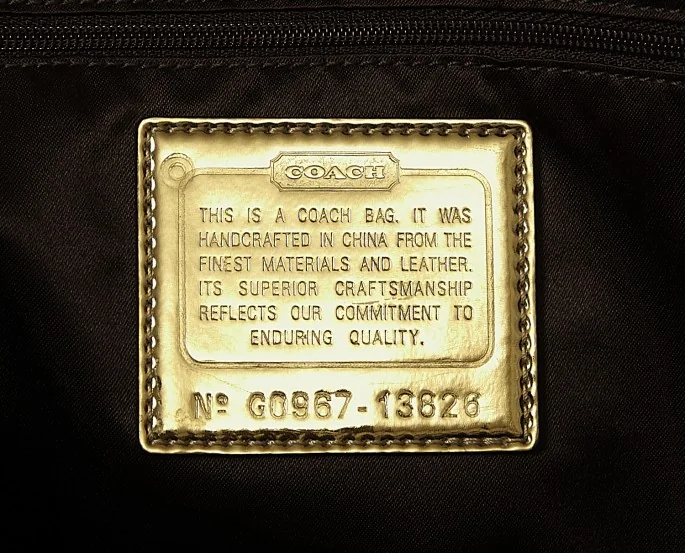 COACH
THIS IS A COACH BAG. IT WAS
HANDCRAFTED IN CHINA FROM THE
FINEST MATERIALS AND LEATHER.
ITS SUPERIOR CRAFTSMANSHIP
REFLECTS OUR COMMITMENT TO
ENDURING QUALITY.
Nº G0967-13826